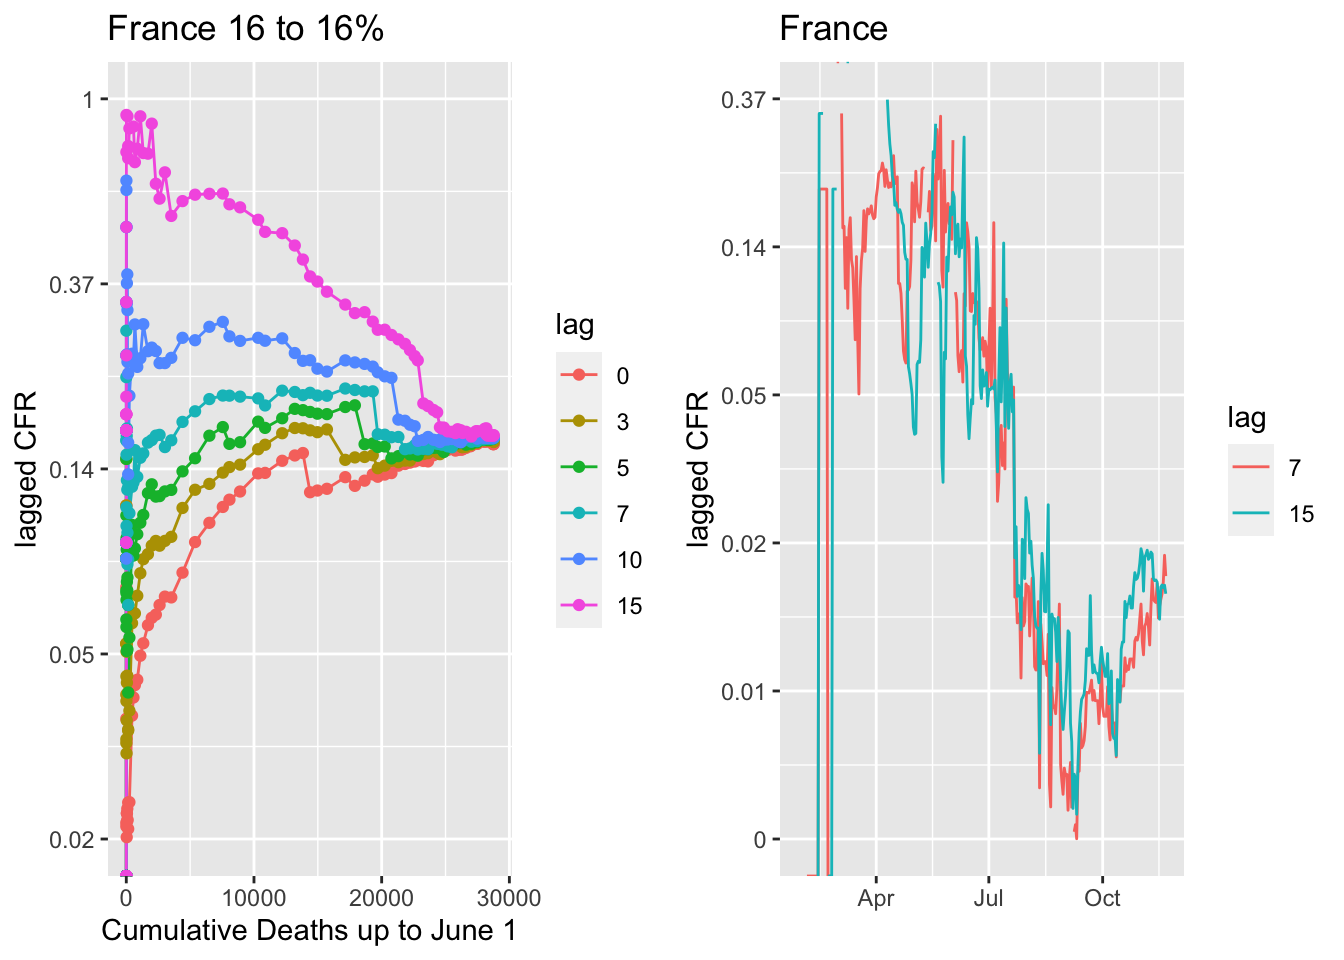 France 16 to 16%
1
0.37
0.14
0.05
0.02
lagged CFR
0
10000
20000
30000
Cumulative Deaths up to June 1
lag
0
3
5
7
10
15
France
0.37
0.14
0.05
0.02
0.01
0
lagged CFR
Apr
Jul
Oct
lag
7
15